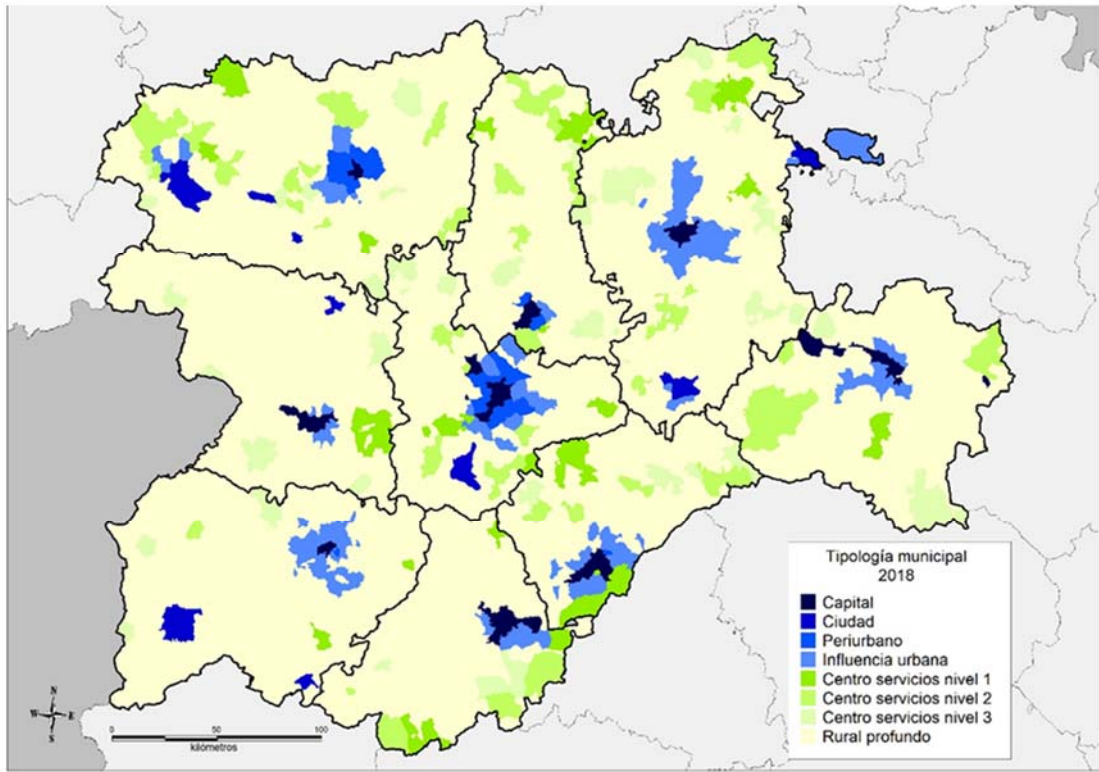 Tipología municipal
2018
Capital
Ciudad
Periurbano
Influencia urbana
Centro servicios nivel 1
Centro servicios nivel 2
Centro servicios nivel 3
Rural profundo
N
W E
S
0 50 100
kilómetros